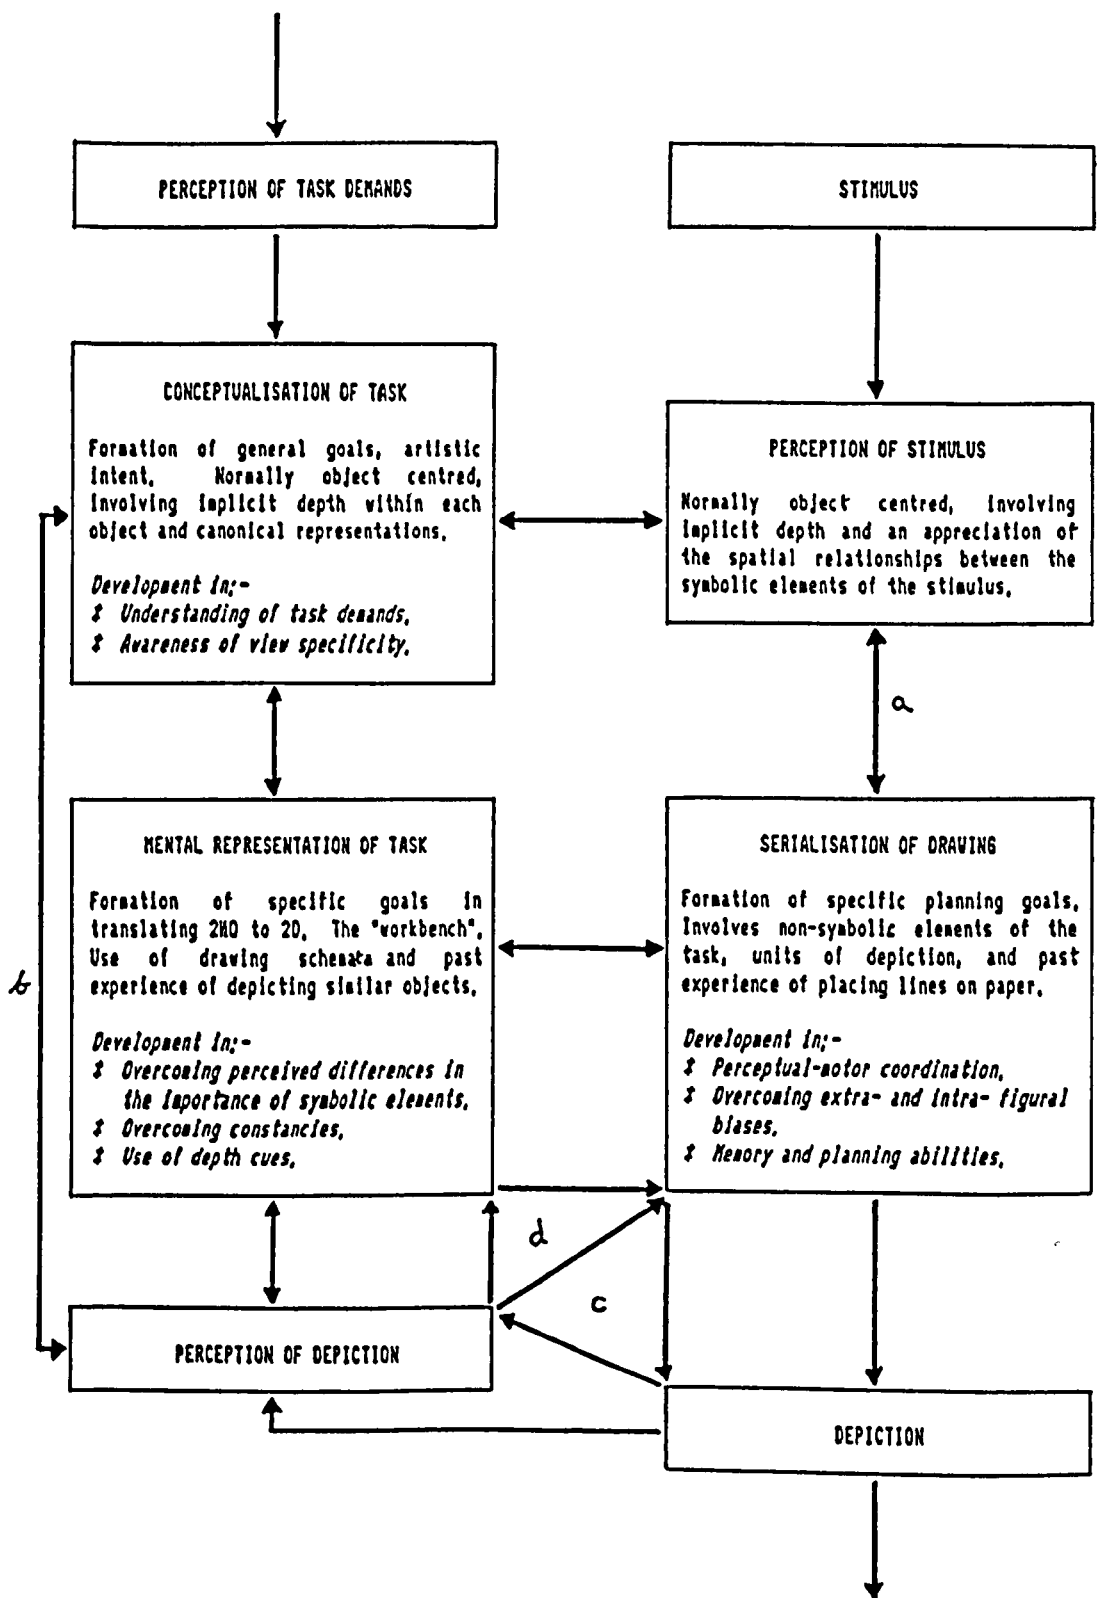 PERCEPTION OF TASK DEMANDS
STIMULUS
CONCEPTUALISATION OF TASK
Formation of general goals, artistic
intent. Normally object centred,
involving implicit depth within each
object and canonical representations.
Development in:-
‡ Understanding of task demands.
‡ Awareness of view specificity.
PERCEPTION OF STIMULUS
Normally object centred, involving
implicit depth and an appreciation of
the spatial relationships between the
symbolic elements of the stimulus.
a
MENTAL REPRESENTATION OF TASK
Formation of specific goals in
translating 2½D to 2D. The "workbench".
Use of drawing schemata and past
experience of depicting similar objects.
Development in:-
‡ Overcoming perceived differences in
the importance of symbolic elements.
‡ Overcoming constancies.
‡ Use of depth cues.
SERIALISATION OF DRAWING
Formation of specific planning goals.
Involves non-symbolic elements of the
task, units of depiction, and past
experience of placing lines on paper.
Development in:-
‡ Perceptual-motor coordination.
‡ Overcoming extra- and intra- figural
biases.
‡ Memory and planning abilities.
b
d
c
PERCEPTION OF DEPICTION
DEPICTION